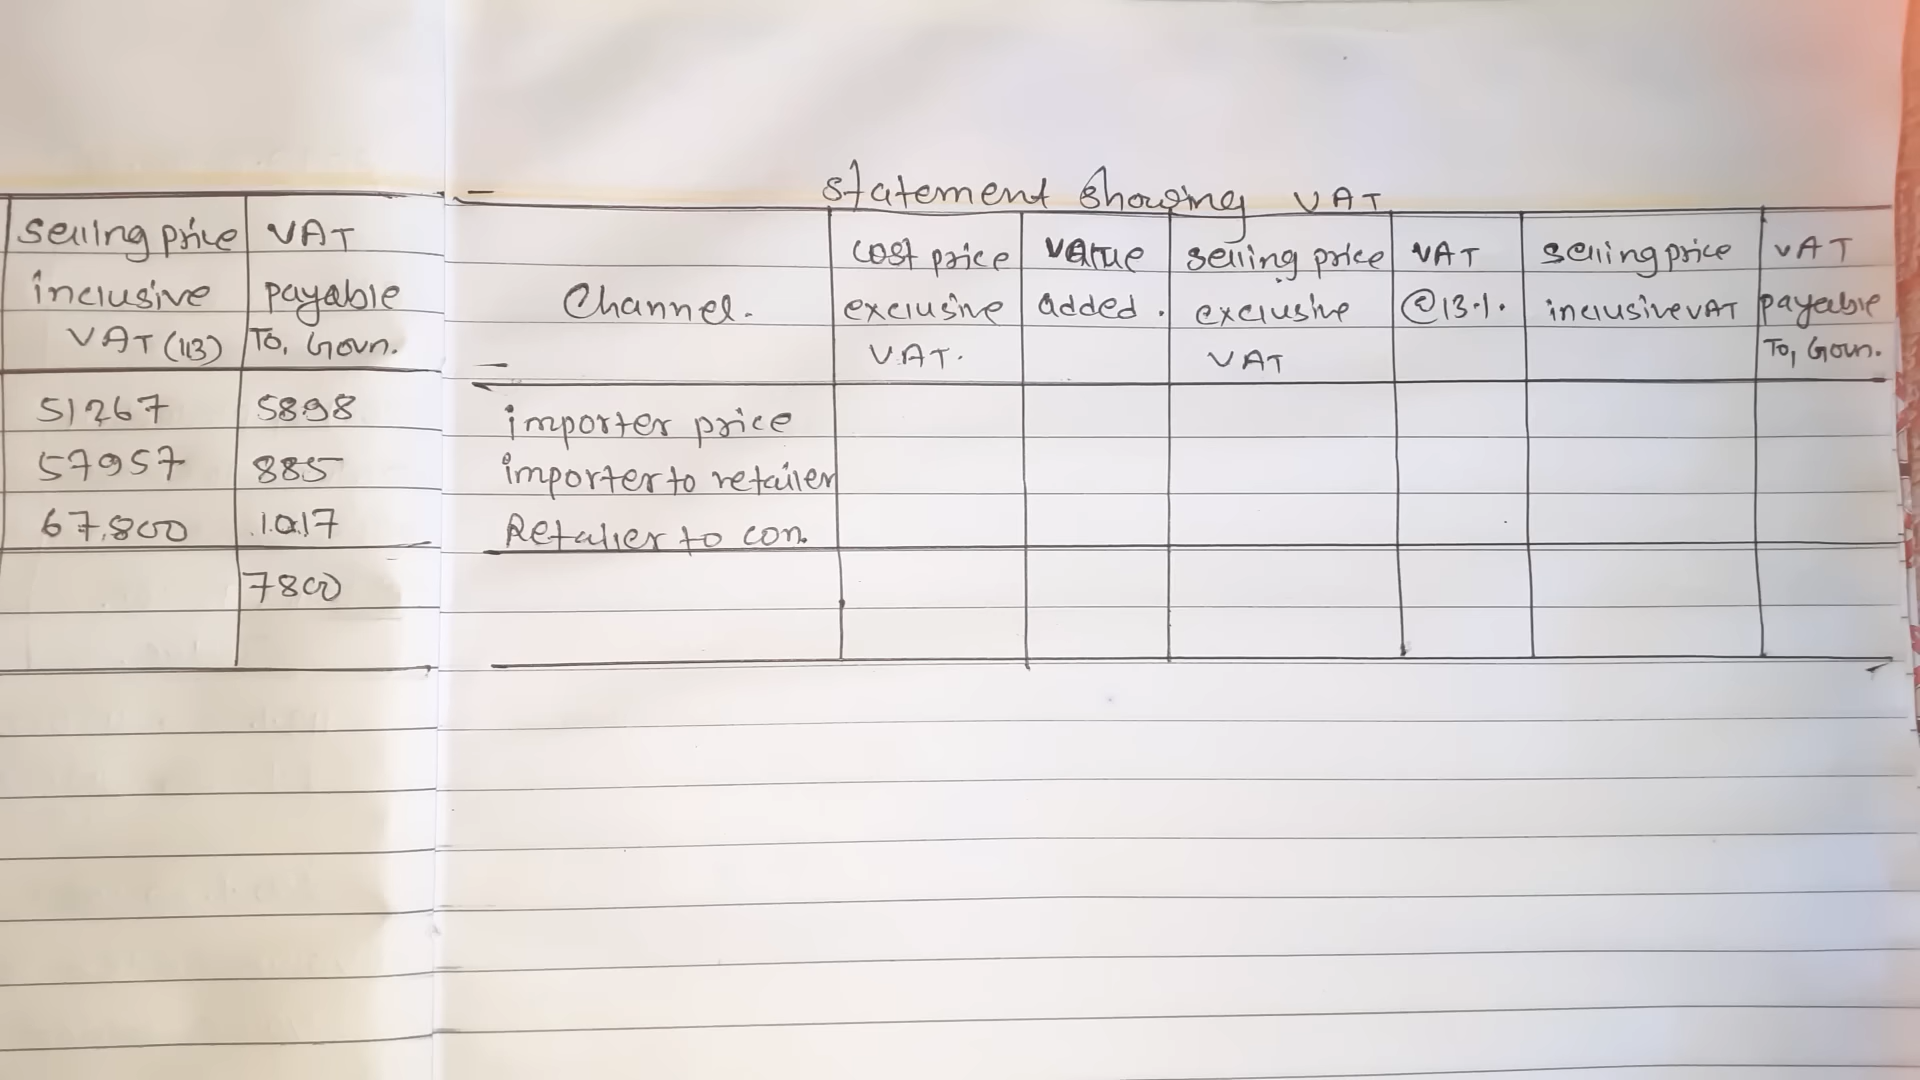 selling price VAT
inclusive payable
VAT (113) To, Govn.
51267 5898
57957 885
67,800 1017
7800
statement showing VAT
cost price value selling price VAT selling price VAT
Channel. exclusive added. exclusive @13.1. inclusive VAT payable
VAT. VAT To, Govn.
importer price
importer to retailer
Retalier to con.